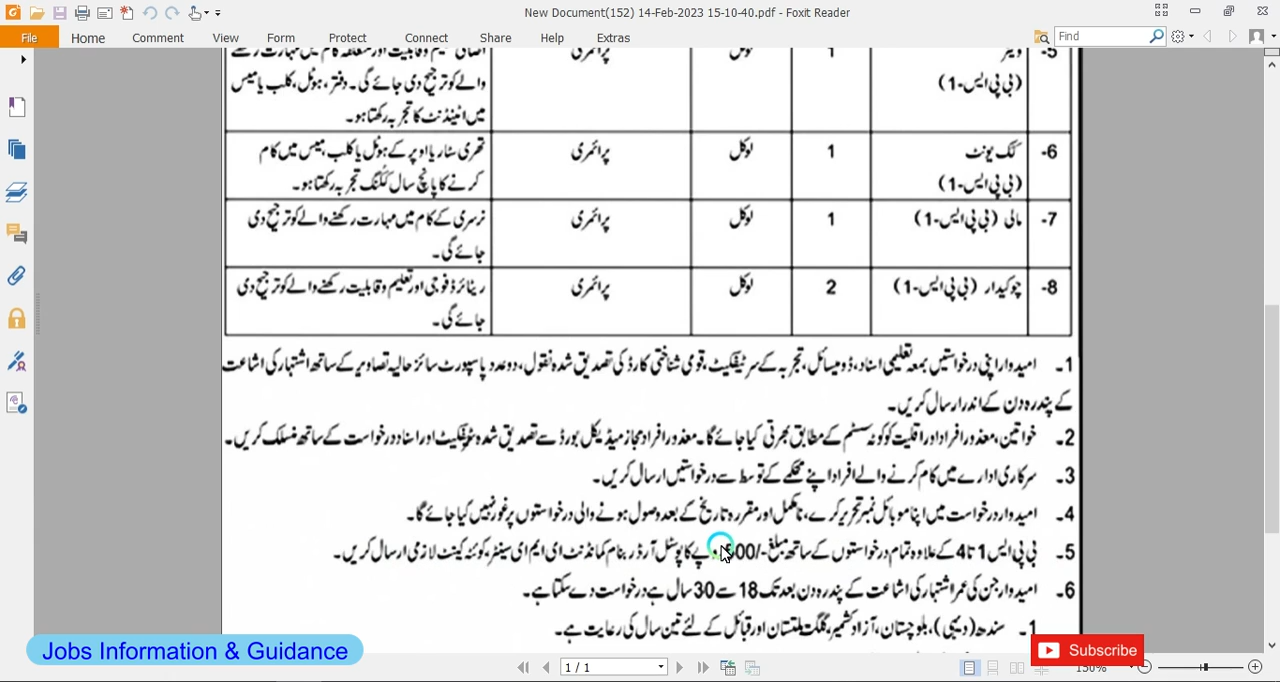 New Document(152) 14-Feb-2023 15-10-40.pdf - Foxit Reader
File Home Comment View Form Protect Connect Share Help Extras
Find
-5 ویٹر 1 لوکل پرائمری
(بی پی ایس-1) والے کو ترجیح دی جائے گی۔ دفتر، ہوٹل، کلب یا میس
میں اٹینڈنٹ کا تجربہ رکھتا ہو۔
-6 کک یونٹ 1 لوکل پرائمری تھری سٹار یا اوپر کے ہوٹل یا کلب، میس میں کام
(بی پی ایس-1) کرنے کا پانچ سال ککنگ تجربہ رکھتا ہو۔
-7 مالی (بی پی ایس-1) 1 لوکل پرائمری نرسری کے کام میں مہارت رکھنے والے کو ترجیح دی
جائے گی۔
-8 چوکیدار (بی پی ایس-1) 2 لوکل پرائمری ریٹائرڈ فوجی اور تعلیم و قابلیت رکھنے والے کو ترجیح دی
جائے گی۔
1۔ امیدوار اپنی درخواستیں بمعہ تعلیمی اسناد، ڈومیسائل، تجربہ کے سرٹیفکیٹ، قومی شناختی کارڈ کی تصدیق شدہ نقول، دو عدد پاسپورٹ سائز حالیہ تصاویر کے ساتھ اشتہار کی اشاعت
کے پندرہ دن کے اندر ارسال کریں۔
2۔ خواتین، معذور افراد اور اقلیت کو کوٹہ سسٹم کے مطابق بھرتی کیا جائے گا۔ معذور افراد مجاز میڈیکل بورڈ سے تصدیق شدہ سرٹیفکیٹ اور اسناد درخواست کے ساتھ منسلک کریں۔
3۔ سرکاری ادارے میں کام کرنے والے افراد اپنے محکمے کے توسط سے درخواستیں ارسال کریں۔
4۔ امیدوار درخواست میں اپنا موبائل نمبر تحریر کرے، نامکمل اور مقررہ تاریخ کے بعد وصول ہونے والی درخواستوں پر غور نہیں کیا جائے گا۔
5۔ بی پی ایس 1 تا 4 کے علاوہ تمام درخواستوں کے ساتھ مبلغ -/500 روپے کا پوسٹل آرڈر بنام کمانڈنٹ ای ایم ای سینٹر، کوئٹہ کینٹ لازمی ارسال کریں۔
6۔ امیدوار جن کی عمر اشتہار کی اشاعت کے پندرہ دن بعد تک 18 سے 30 سال ہے درخواست دے سکتا ہے۔
1۔ سندھ (دیہی)، بلوچستان، آزاد کشمیر، گلگت بلتستان اور قبائل کے لئے تین سال کی رعایت ہے۔
Jobs Information & Guidance
Subscribe
1 / 1
150%